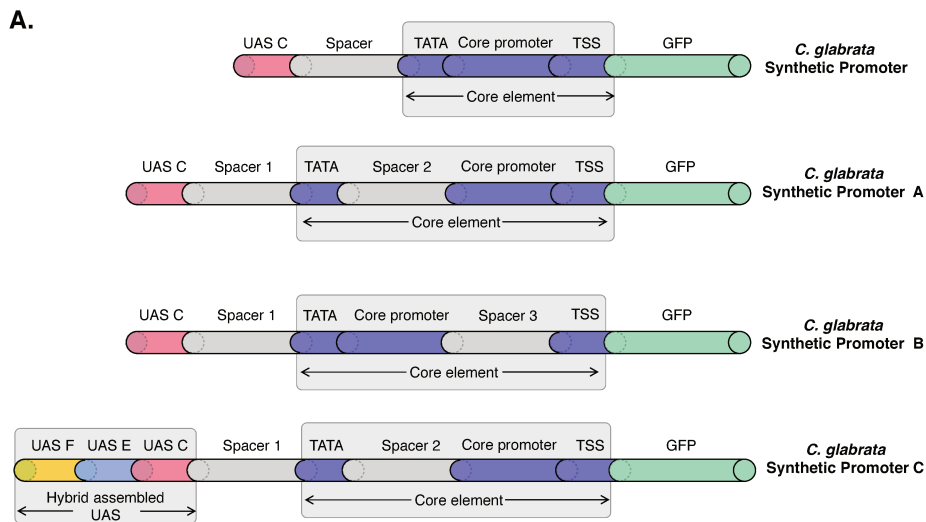 A.
UAS C Spacer TATA Core promoter TSS GFP
Core element
C. glabrata
Synthetic Promoter
UAS C Spacer 1 TATA Spacer 2 Core promoter TSS GFP
Core element
C. glabrata
Synthetic Promoter A
UAS C Spacer 1 TATA Core promoter Spacer 3 TSS GFP
Core element
C. glabrata
Synthetic Promoter B
UAS F UAS E UAS C Spacer 1 TATA Spacer 2 Core promoter TSS GFP
Hybrid assembled
UAS
Core element
C. glabrata
Synthetic Promoter C